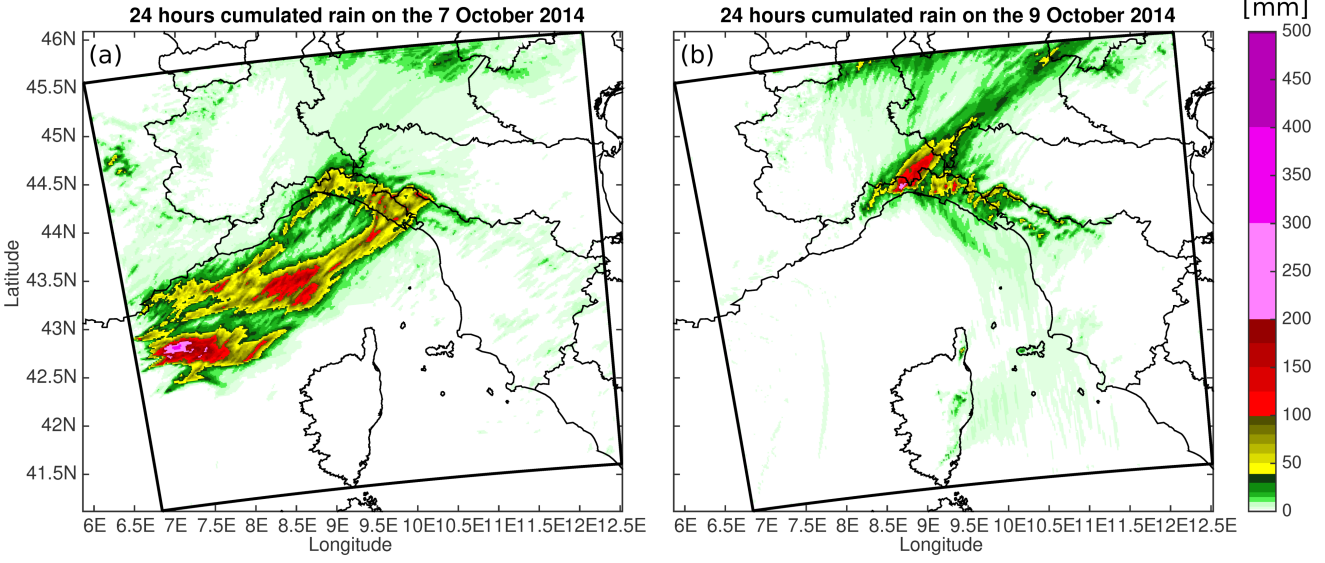 24 hours cumulated rain on the 7 October 2014
24 hours cumulated rain on the 9 October 2014
[mm]
(a)
(b)
46N
45.5N
45N
44.5N
44N
43.5N
43N
42.5N
42N
41.5N
Latitude
6E 6.5E 7E 7.5E 8E 8.5E 9E 9.5E 10E 10.5E 11E 11.5E 12E 12.5E
Longitude
6E 6.5E 7E 7.5E 8E 8.5E 9E 9.5E 10E 10.5E 11E 11.5E 12E 12.5E
Longitude
500
450
400
350
300
250
200
150
100
50
0